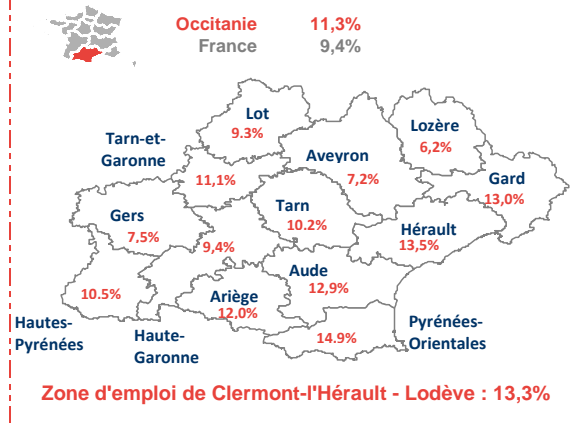 Occitanie 11,3%
France 9,4%
Lot
9.3%
Lozère
6,2%
Tarn-et-
Garonne
11,1%
Aveyron
7,2%
Gard
13,0%
Gers
7,5%
Tarn
10.2%
Hérault
13,5%
9,4%
Aude
12,9%
10.5%
Ariège
12,0%
Hautes-
Pyrénées
Haute-
Garonne
14.9%
Pyrénées-
Orientales
Zone d'emploi de Clermont-l'Hérault - Lodève : 13,3%